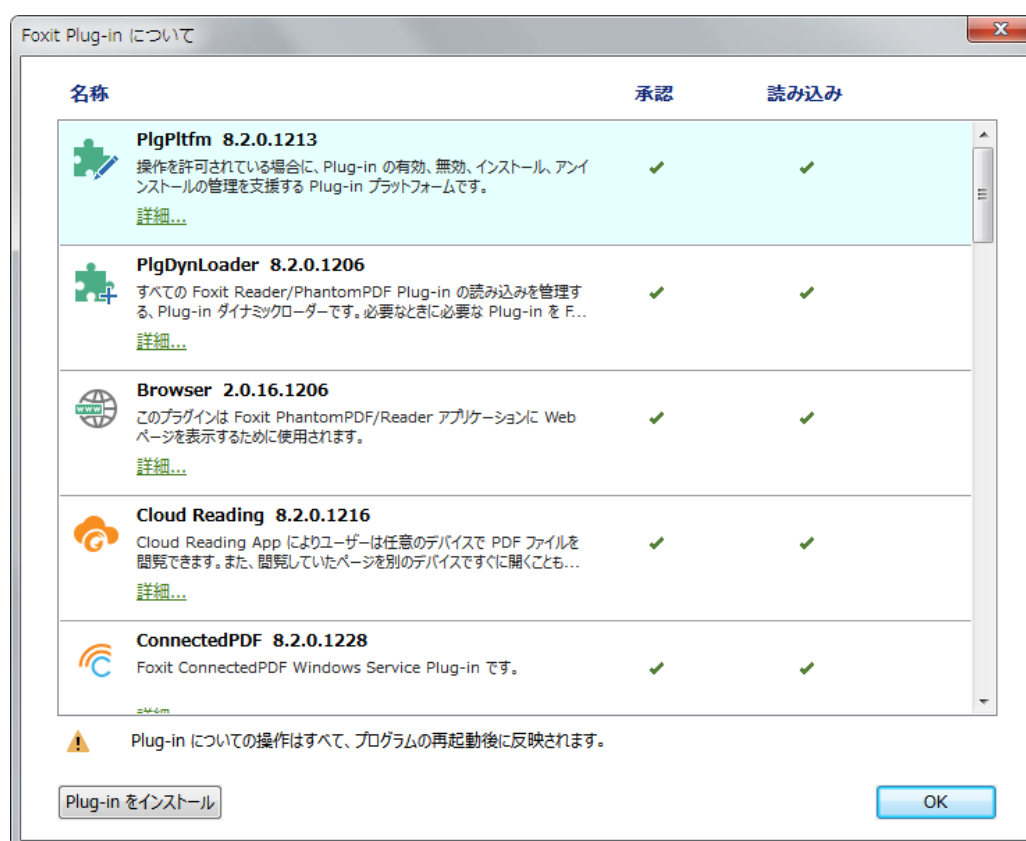 Foxit Plug-in について
名称 承認 読み込み
PlgPltfm 8.2.0.1213
操作を許可されている場合に、Plug-in の有効、無効、インストール、アンイ
ンストールの管理を支援する Plug-in プラットフォームです。
詳細...
PlgDynLoader 8.2.0.1206
すべての Foxit Reader/PhantomPDF Plug-in の読み込みを管理す
る、Plug-in ダイナミックローダーです。必要なときに必要な Plug-in を F...
詳細...
WWW
Browser 2.0.16.1206
このプラグインは Foxit PhantomPDF/Reader アプリケーションに Web
ページを表示するために使用されます。
詳細...
Cloud Reading 8.2.0.1216
Cloud Reading App によりユーザーは任意のデバイスで PDF ファイルを
閲覧できます。また、閲覧していたページを別のデバイスですぐに開くことも...
詳細...
ConnectedPDF 8.2.0.1228
Foxit ConnectedPDF Windows Service Plug-in です。
Plug-in についての操作はすべて、プログラムの再起動後に反映されます。
Plug-in をインストール
OK